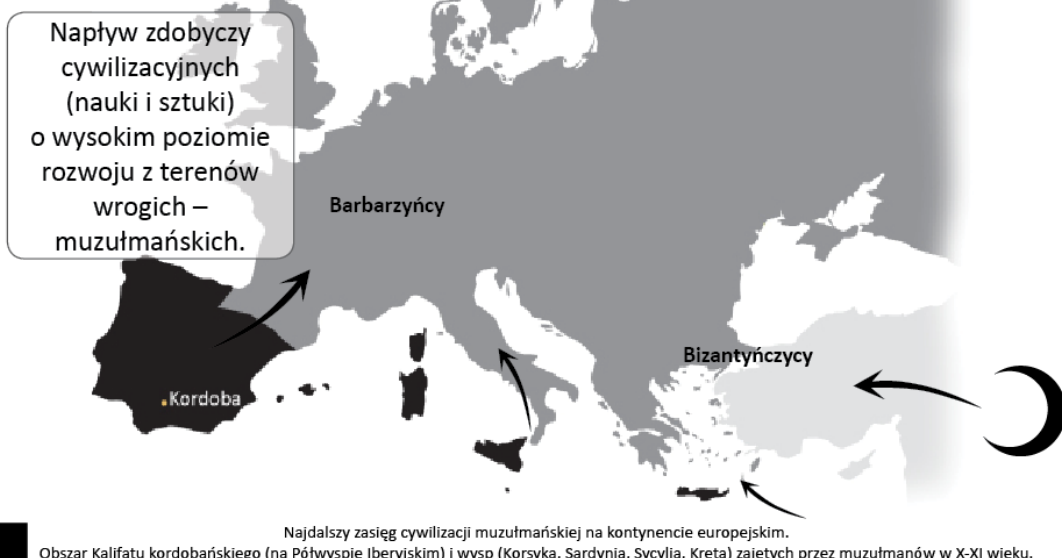 Napływ zdobyczy
cywilizacyjnych
(nauki i sztuki)
o wysokim poziomie
rozwoju z terenów
wrogich –
muzułmańskich.
Barbarzyńcy
Bizantyńczycy
Kordoba
Najdalszy zasięg cywilizacji muzułmańskiej na kontynencie europejskim.
Obszar Kalifatu kordobańskiego (na Półwyspie Iberyjskim) i wysp (Korsyka, Sardynia, Sycylia, Kreta) zajętych przez muzułmanów w X-XI wieku.